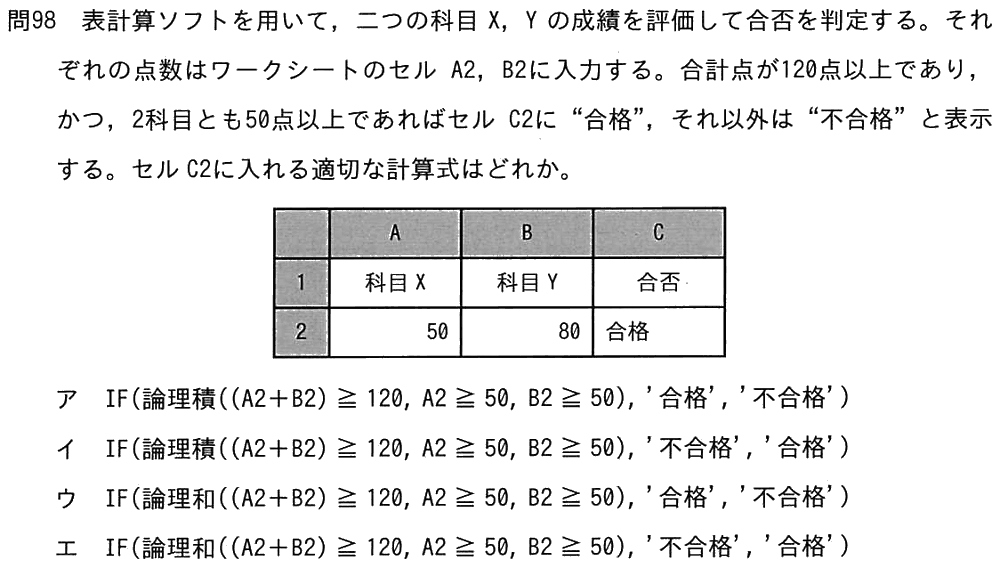 問98 表計算ソフトを用いて，二つの科目 X，Y の成績を評価して合否を判定する。それ
ぞれの点数はワークシートのセル A2，B2に入力する。合計点が120点以上であり，
かつ，2科目とも50点以上であればセル C2に“合格”，それ以外は“不合格”と表示
する。セル C2に入れる適切な計算式はどれか。
A B C
1 科目 X 科目 Y 合否
2 50 80 合格
ア IF(論理積((A2＋B2) ≧ 120, A2 ≧ 50, B2 ≧ 50), '合格', '不合格')
イ IF(論理積((A2＋B2) ≧ 120, A2 ≧ 50, B2 ≧ 50), '不合格', '合格')
ウ IF(論理和((A2＋B2) ≧ 120, A2 ≧ 50, B2 ≧ 50), '合格', '不合格')
エ IF(論理和((A2＋B2) ≧ 120, A2 ≧ 50, B2 ≧ 50), '不合格', '合格')